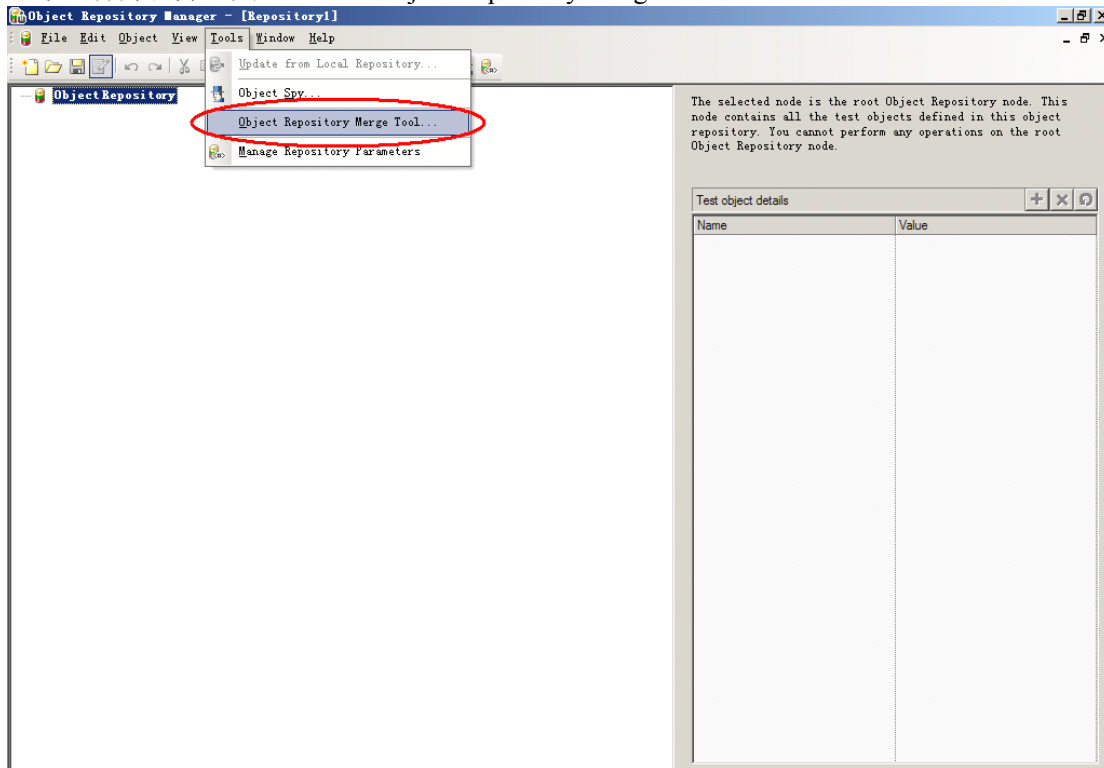 Object Repository Manager - [Repository1]
File Edit Object View Tools Window Help
Update from Local Repository...
ObjectRepository
Object Spy...
Object Repository Merge Tool...
Manage Repository Parameters
The selected node is the root Object Repository node. This
node contains all the test objects defined in this object
repository. You cannot perform any operations on the root
Object Repository node.
Test object details
Name Value